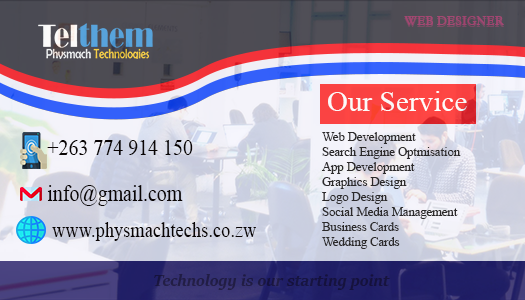 WEB DESIGNER
Telthem
Physmach Technologies
Our Service
+263 774 914 150
info@gmail.com
www.physmachtechs.co.zw
Web Development
Search Engine Optmisation
App Development
Graphics Design
Logo Design
Social Media Management
Business Cards
Wedding Cards
Technology is our starting point